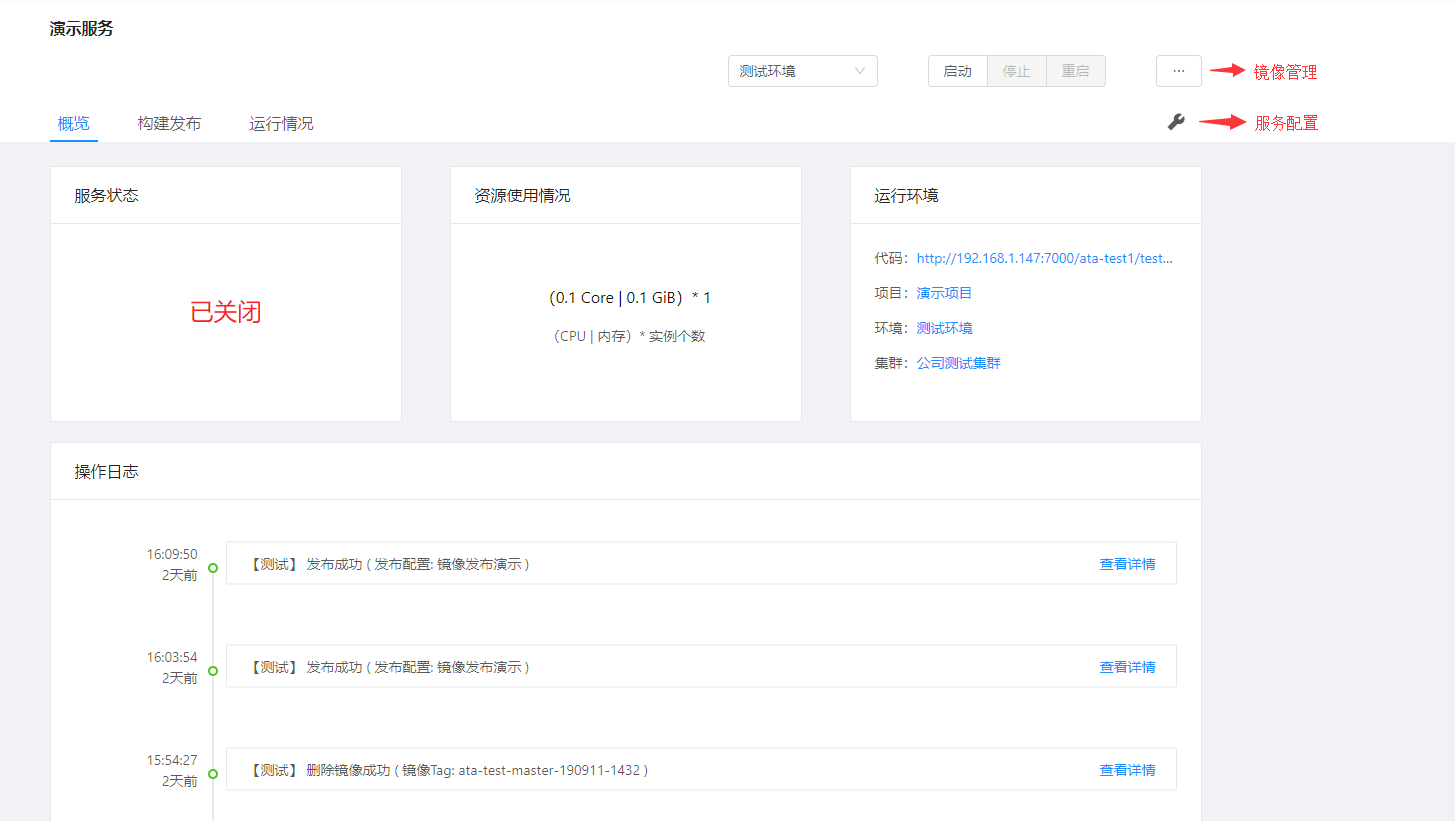 演示服务
测试环境 启动 停止 重启 ··· 镜像管理
概览 构建发布 运行情况 服务配置
服务状态
已关闭
资源使用情况
(0.1 Core | 0.1 GiB) * 1
(CPU | 内存) * 实例个数
运行环境
代码: http://192.168.1.147:7000/ata-test1/test...
项目: 演示项目
环境: 测试环境
集群: 公司测试集群
操作日志
16:09:50
2天前
【测试】 发布成功 ( 发布配置: 镜像发布演示 ) 查看详情
16:03:54
2天前
【测试】 发布成功 ( 发布配置: 镜像发布演示 ) 查看详情
15:54:27
2天前
【测试】 删除镜像成功 ( 镜像Tag: ata-test-master-190911-1432 ) 查看详情